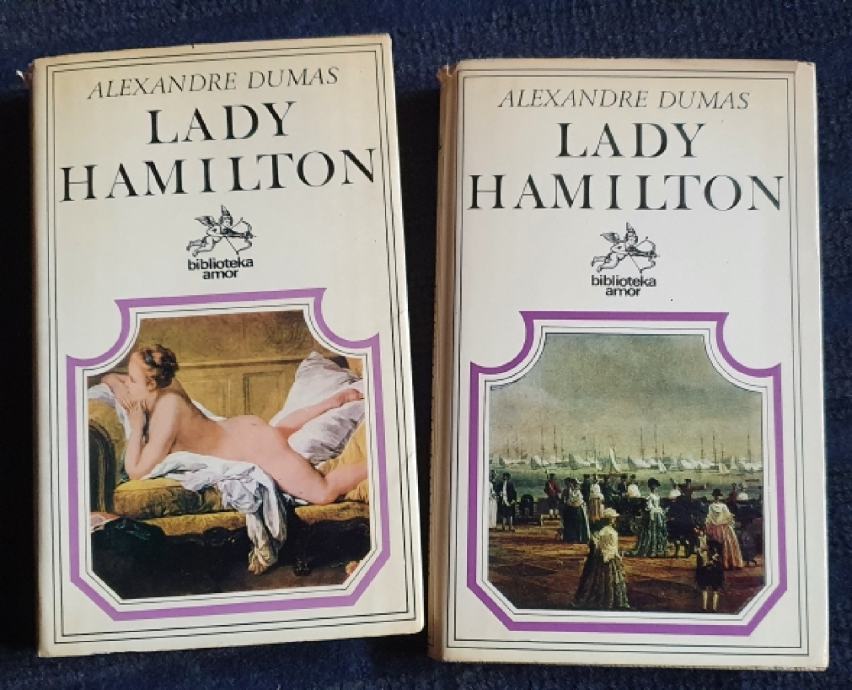 ALEXANDRE DUMAS
LADY
HAMILTON
biblioteka
amor
ALEXANDRE DUMAS
LADY
HAMILTON
biblioteka
amor